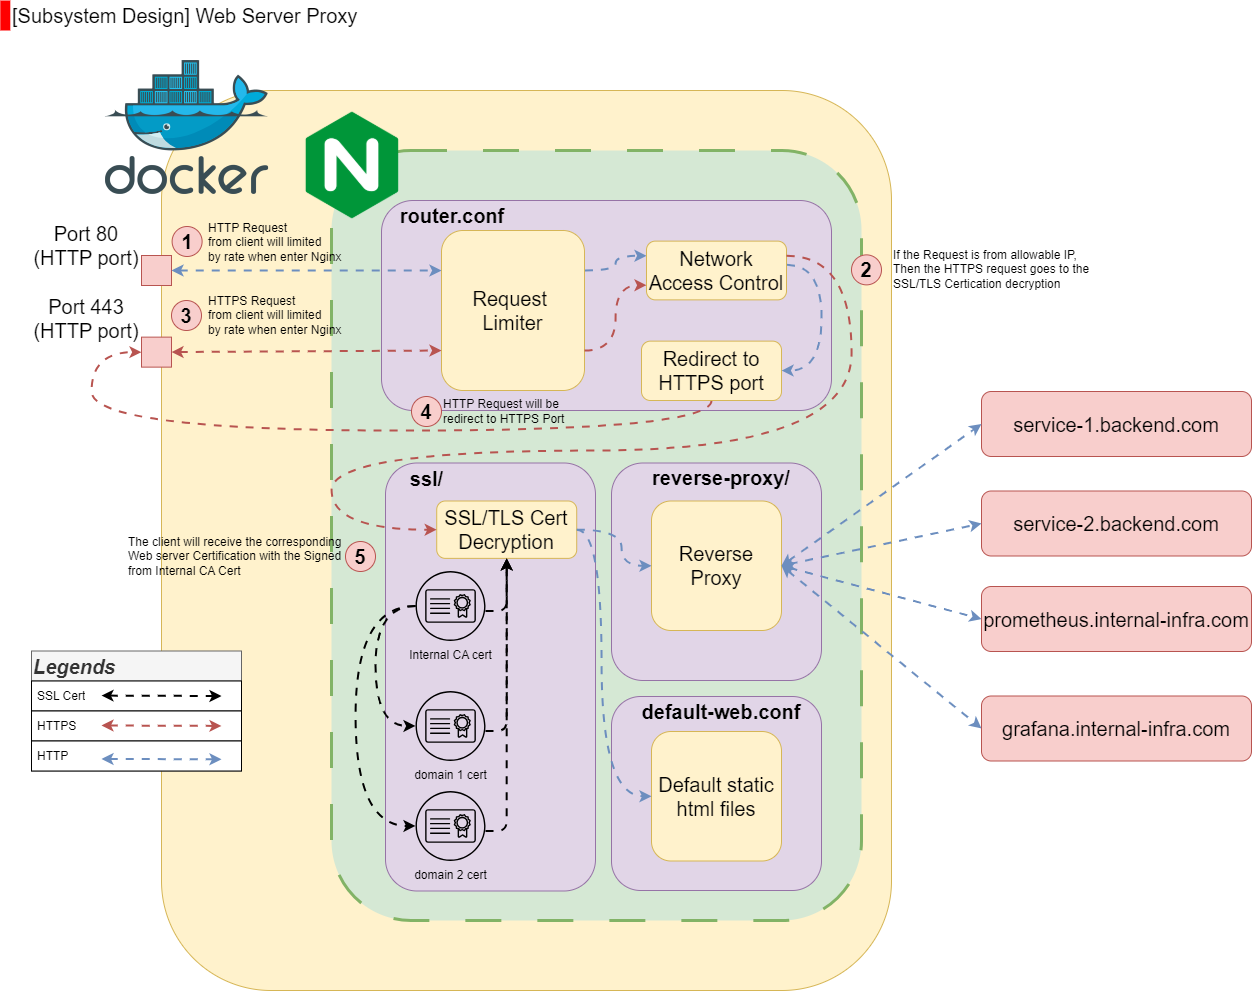 [Subsystem Design] Web Server Proxy
docker
N
router.conf
Port 80
(HTTP port)
1
HTTP Request
from client will limited
by rate when enter Nginx
Port 443
(HTTP port)
3
HTTPS Request
from client will limited
by rate when enter Nginx
Request
Limiter
Network
Access Control
2
If the Request is from allowable IP,
Then the HTTPS request goes to the
SSL/TLS Certication decryption
Redirect to
HTTPS port
4
HTTP Request will be
redirect to HTTPS Port
ssl/
SSL/TLS Cert
Decryption
5
The client will receive the corresponding
Web server Certification with the Signed
from Internal CA Cert
Internal CA cert
domain 1 cert
domain 2 cert
reverse-proxy/
Reverse
Proxy
default-web.conf
Default static
html files
service-1.backend.com
service-2.backend.com
prometheus.internal-infra.com
grafana.internal-infra.com
Legends
SSL Cert
HTTPS
HTTP